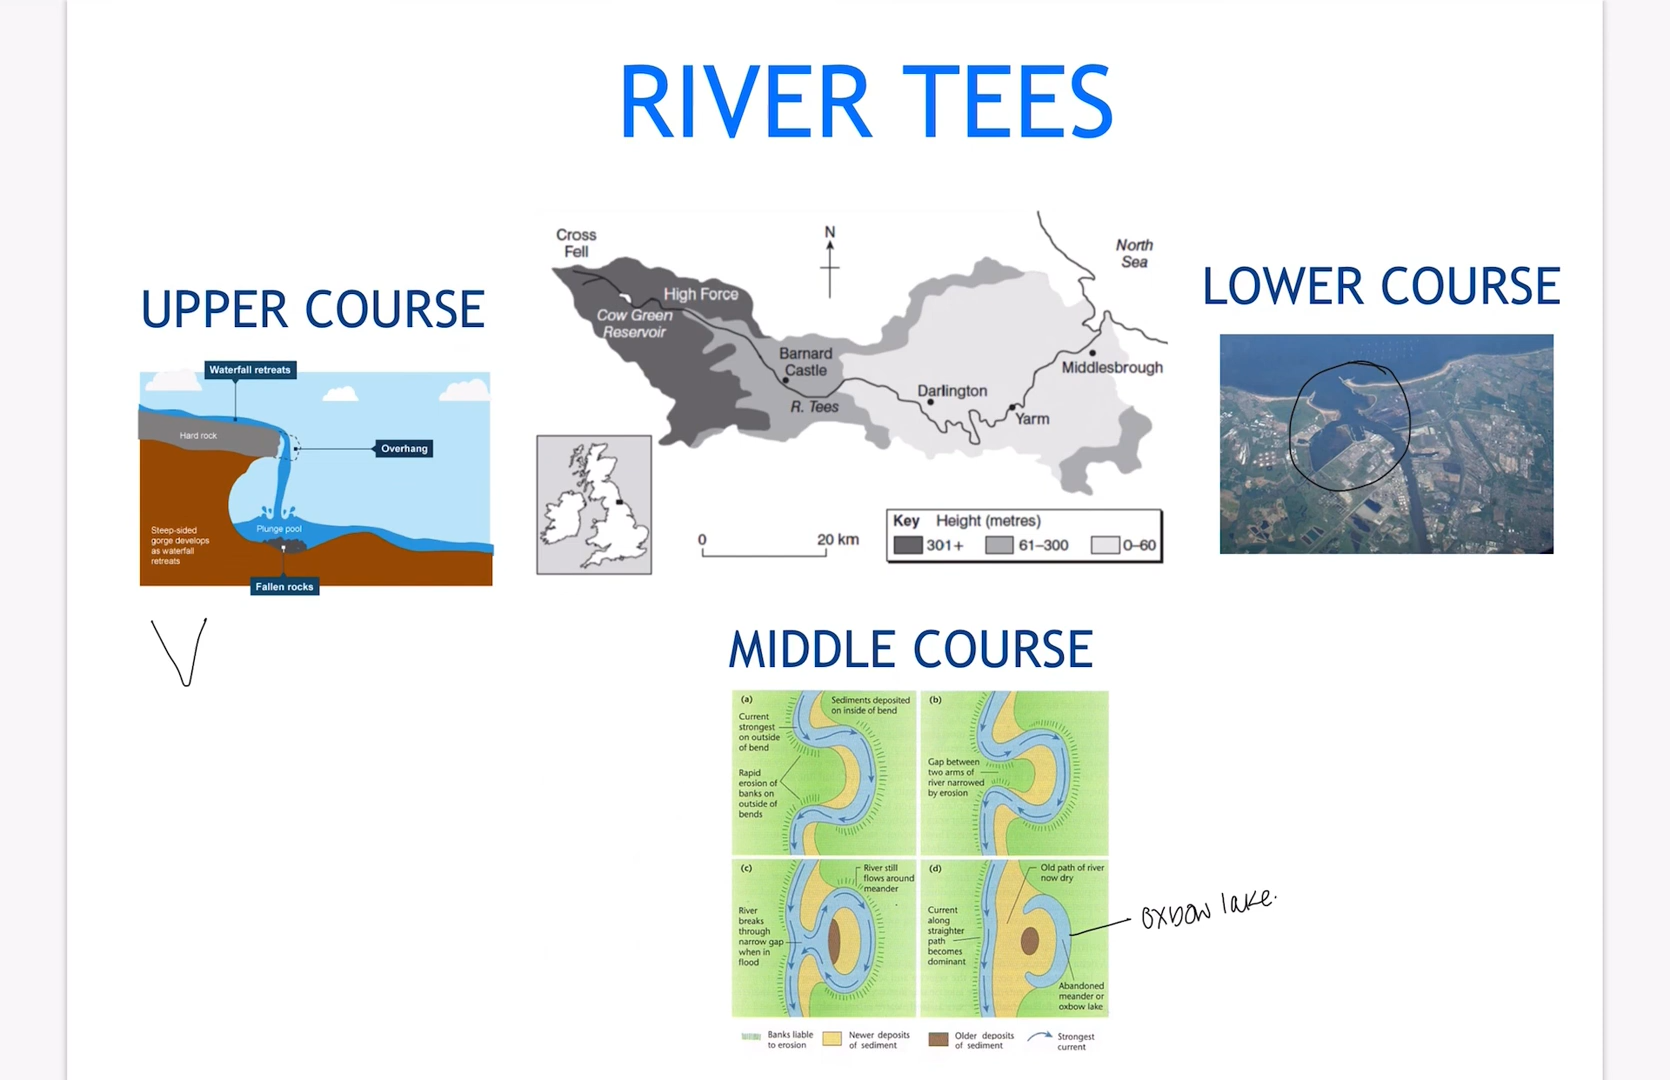 RIVER TEES
UPPER COURSE
Waterfall retreats
Hard rock
Overhang
Plunge pool
Steep-sided
gorge develops
as waterfall
retreats
Fallen rocks
V
Cross
Fell
High Force
Cow Green
Reservoir
N
North
Sea
Barnard
Castle
R. Tees
Darlington
Yarm
Middlesbrough
0 20 km
Key Height (metres)
301+ 61–300 0–60
LOWER COURSE
MIDDLE COURSE
(a)
Sediments deposited
on inside of bend
Current
strongest
on outside
of bend
Rapid
erosion of
banks on
outside of
bends
(b)
Gap between
two arms of
river narrowed
by erosion
(c)
River still
flows around
meander
River
breaks
through
narrow gap
when in
flood
(d)
Old path of river
now dry
Current
along
straighter
path
becomes
dominant
Abandoned
meander or
oxbow lake
oxbow lake.
Banks liable
to erosion
Newer deposits
of sediment
Older deposits
of sediment
Strongest
current